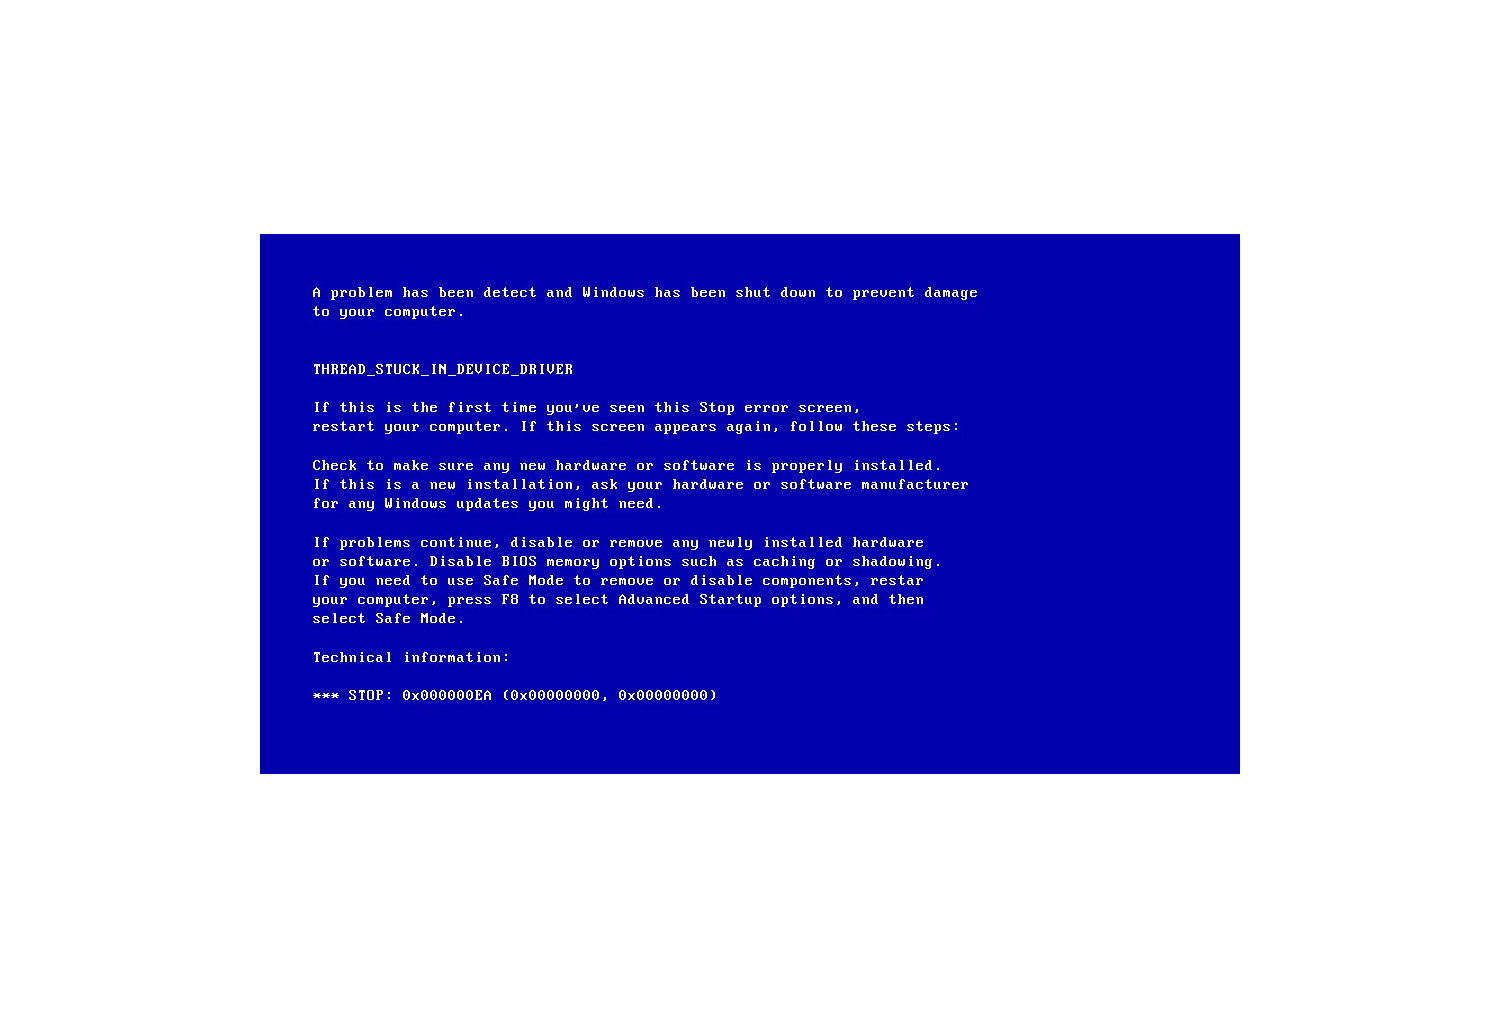 A problem has been detect and Windows has been shut down to prevent damage
to your computer.
THREAD_STUCK_IN_DEVICE_DRIVER
If this is the first time you've seen this Stop error screen,
restart your computer. If this screen appears again, follow these steps:
Check to make sure any new hardware or software is properly installed.
If this is a new installation, ask your hardware or software manufacturer
for any Windows updates you might need.
If problems continue, disable or remove any newly installed hardware
or software. Disable BIOS memory options such as caching or shadowing.
If you need to use Safe Mode to remove or disable components, restar
your computer, press F8 to select Advanced Startup options, and then
select Safe Mode.
Technical information:
*** STOP: 0x000000EA (0x00000000, 0x00000000)